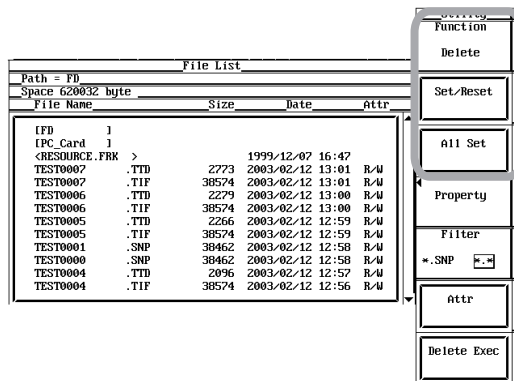 Utility
Function
Delete
File List
Path = FD
Space 620032 byte
File Name Size Date Attr
[FD ]
[PC_Card ]
<RESOURCE.FRK > 1999/12/07 16:47
TEST0007 .TTD 2773 2003/02/12 13:01 R/W
TEST0007 .TIF 38574 2003/02/12 13:01 R/W
TEST0006 .TTD 2279 2003/02/12 13:00 R/W
TEST0006 .TIF 38574 2003/02/12 13:00 R/W
TEST0005 .TTD 2266 2003/02/12 12:59 R/W
TEST0005 .TIF 38574 2003/02/12 12:59 R/W
TEST0001 .SNP 38462 2003/02/12 12:58 R/W
TEST0000 .SNP 38462 2003/02/12 12:58 R/W
TEST0004 .TTD 2096 2003/02/12 12:57 R/W
TEST0004 .TIF 38574 2003/02/12 12:56 R/W
Set/Reset
All Set
Property
Filter
*.SNP *.*
Attr
Delete Exec